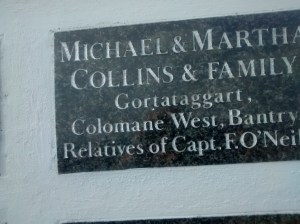 MICHAEL & MARTHA
COLLINS & FAMILY
Gortataggart,
Colomane West, Bantry
Relatives of Capt. F. O'Neil